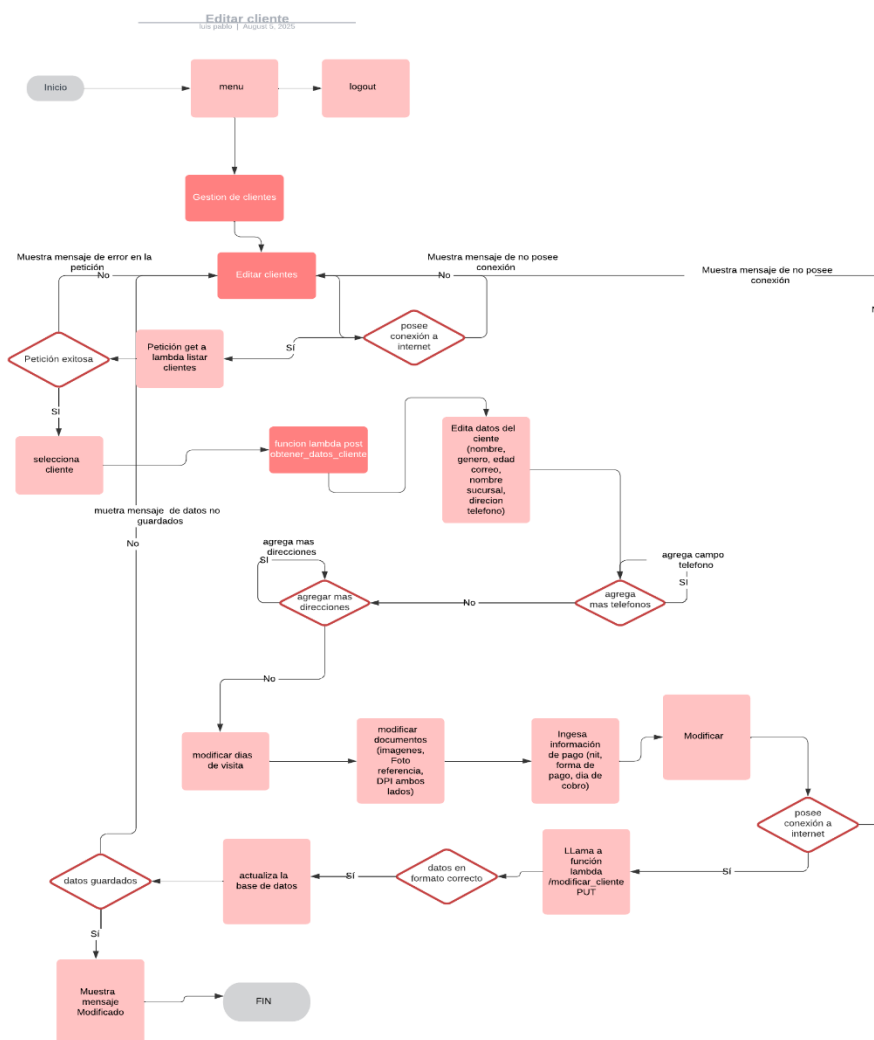 Editar cliente
luis pablo | August 5, 2025
Inicio
menu
logout
Gestion de clientes
Muestra mensaje de error en la
petición
No
Editar clientes
Muestra mensaje de no posee
conexión
No
Muestra mensaje de no posee
conexión
Petición exitosa
Petición get a
lambda listar
clientes
Sí
posee
conexión a
internet
SI
selecciona
cliente
funcion lambda post
obtener_datos_cliente
Edita datos del
ciente
(nombre,
genero, edad
correo,
nombre
sucursal,
direcion
telefono)
muetra mensaje de datos no
guardados
No
agrega mas
direcciones
SI
agregar mas
direcciones
No
agrega campo
telefono
SI
agrega
mas telefonos
No
modificar dias
de visita
modificar
documentos
(imagenes,
Foto
referencia,
DPI ambos
lados)
Ingesa
información
de pago (nit,
forma de
pago, dia de
cobro)
Modificar
posee
conexión a
internet
Sí
LLama a
función
lambda
/modificar_cliente
PUT
datos en
formato correcto
Sí
actualiza la
base de datos
datos guardados
Sí
Muestra
mensaje
Modificado
FIN